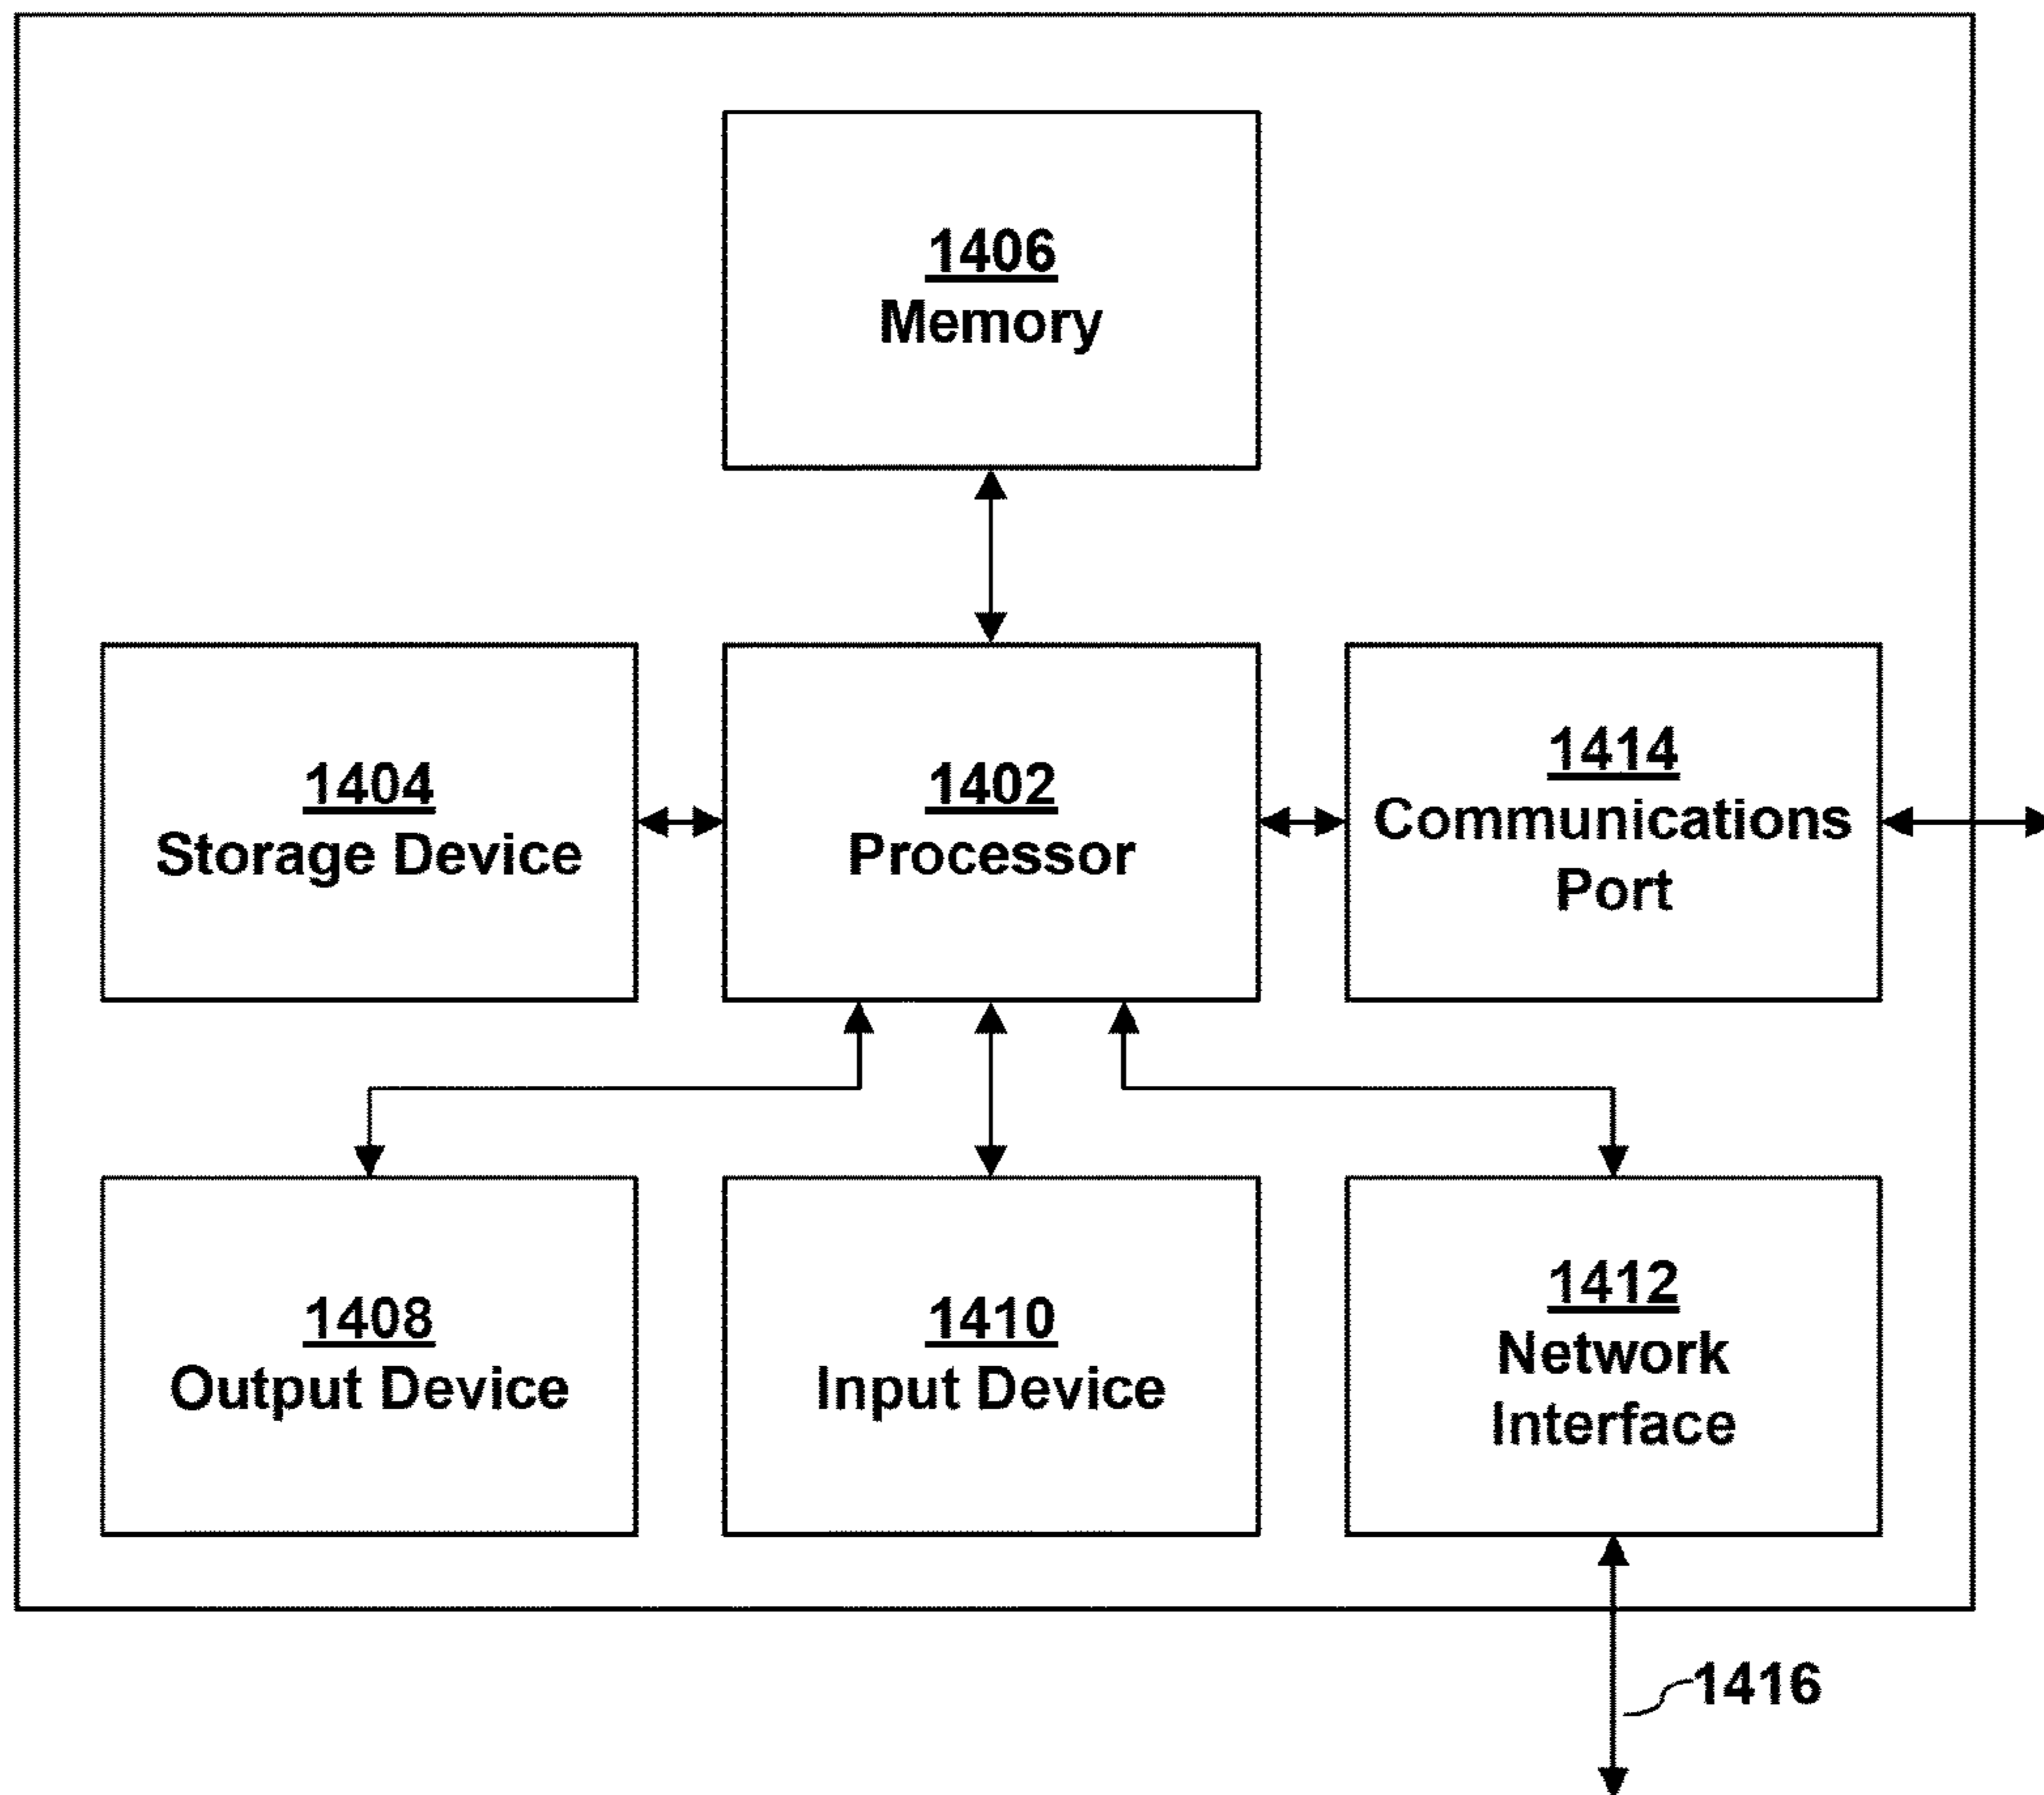 1406
Memory
1404
Storage Device
1402
Processor
1414
Communications
Port
1408
Output Device
1410
Input Device
1412
Network
Interface
1416